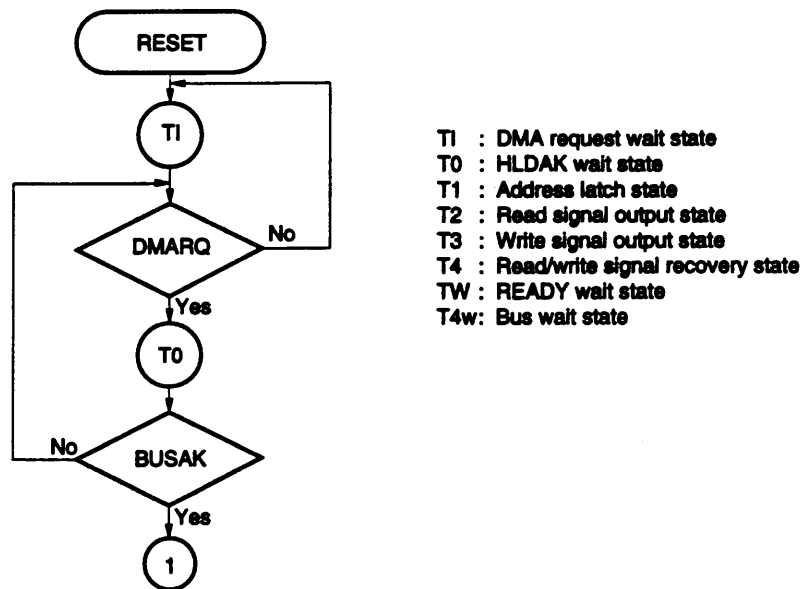 RESET
TI
DMARQ
No
Yes
T0
BUSAK
No
Yes
1
TI : DMA request wait state
T0 : HLDAK wait state
T1 : Address latch state
T2 : Read signal output state
T3 : Write signal output state
T4 : Read/write signal recovery state
TW : READY wait state
T4w: Bus wait state